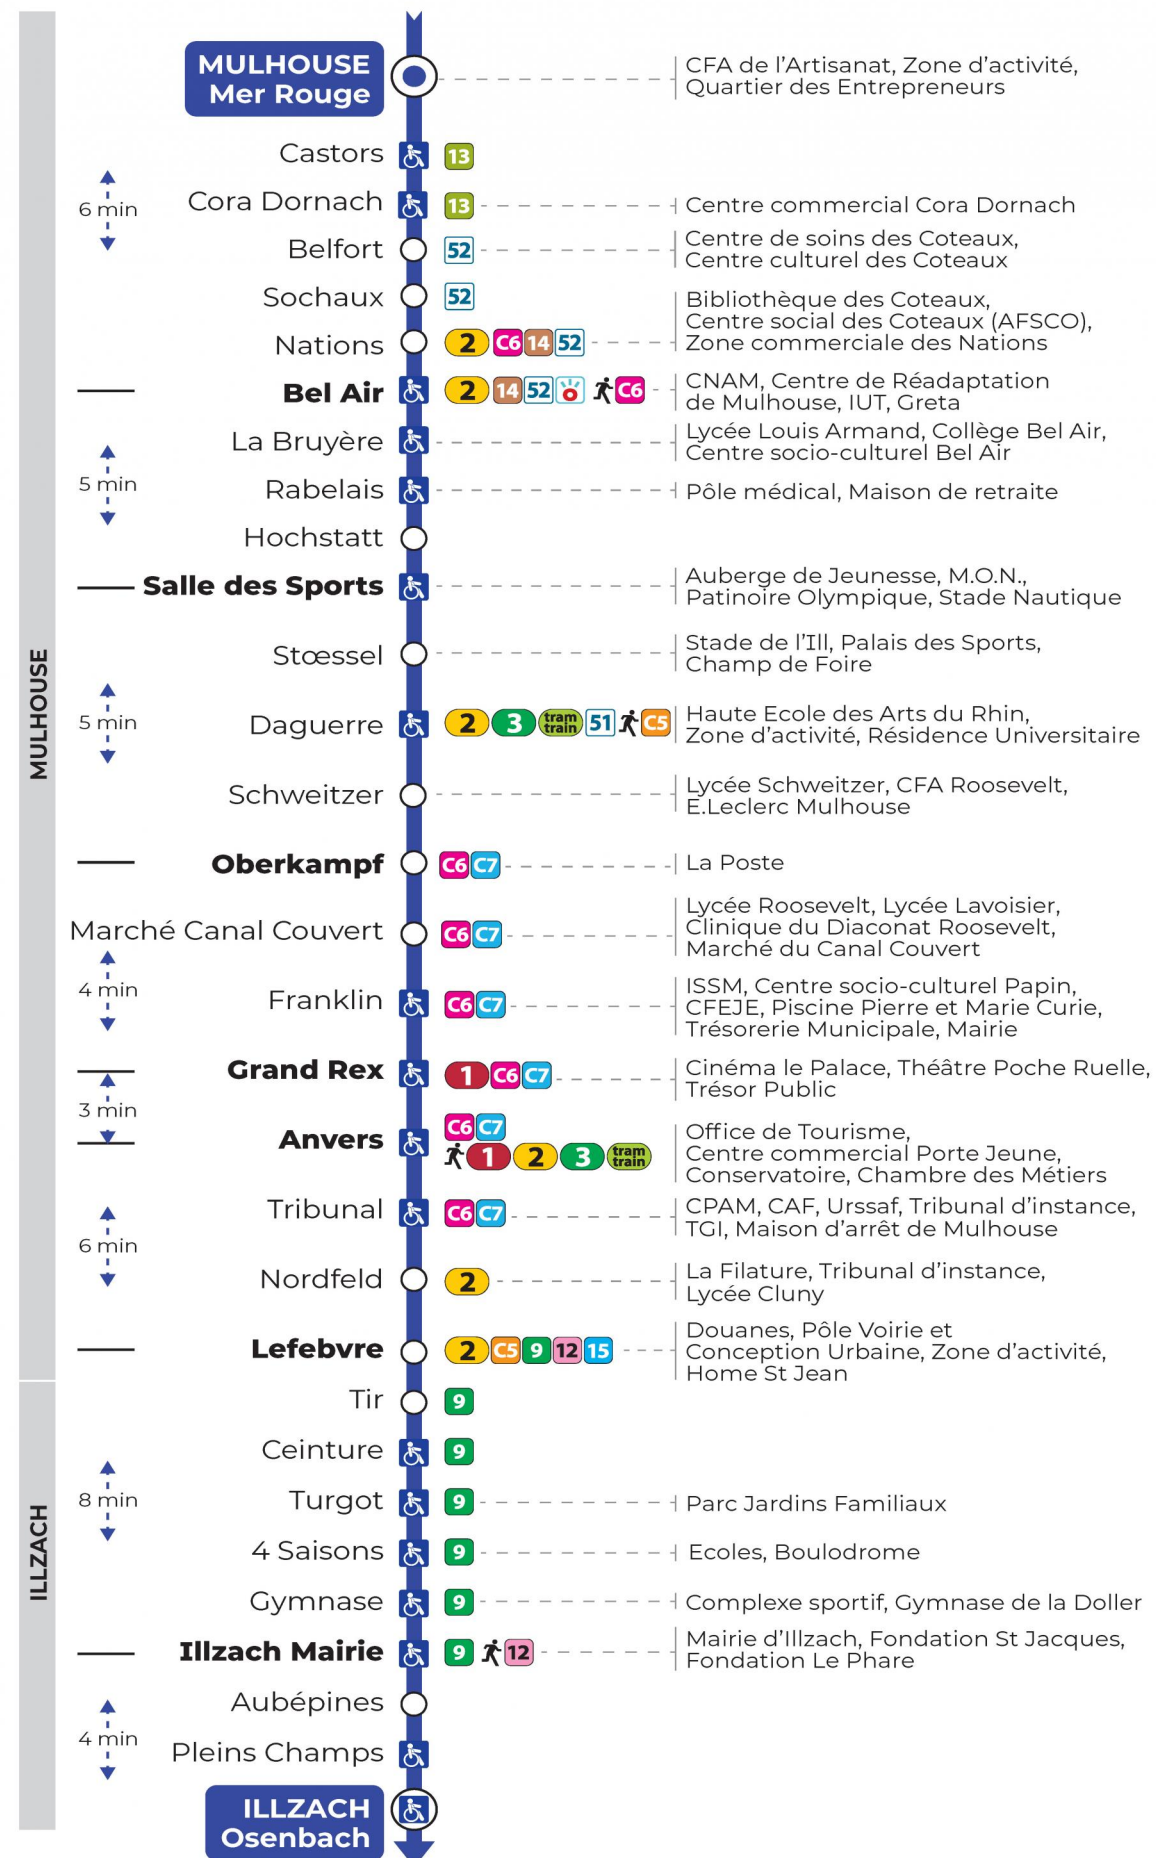 MULHOUSE
Mer Rouge
CFA de l'Artisanat, Zone d'activité,
Quartier des Entrepreneurs
Castors 13
6 min
Cora Dornach 13 Centre commercial Cora Dornach
Belfort 52
Centre de soins des Coteaux,
Centre culturel des Coteaux
Sochaux 52
Nations 2 C6 14 52
Bibliothèque des Coteaux,
Centre social des Coteaux (AFSCO),
Zone commerciale des Nations
Bel Air 2 14 52 C6
CNAM, Centre de Réadaptation
de Mulhouse, IUT, Greta
La Bruyère
Lycée Louis Armand, Collège Bel Air,
Centre socio-culturel Bel Air
5 min
Rabelais Pôle médical, Maison de retraite
Hochstatt
Salle des Sports
Auberge de Jeunesse, M.O.N.,
Patinoire Olympique, Stade Nautique
MULHOUSE
Stœssel
Stade de l'Ill, Palais des Sports,
Champ de Foire
5 min
Daguerre 2 3 tram train 51 C5
Haute Ecole des Arts du Rhin,
Zone d'activité, Résidence Universitaire
Schweitzer
Lycée Schweitzer, CFA Roosevelt,
E.Leclerc Mulhouse
Oberkampf C6 C7 La Poste
Marché Canal Couvert C6 C7
Lycée Roosevelt, Lycée Lavoisier,
Clinique du Diaconat Roosevelt,
Marché du Canal Couvert
4 min
Franklin C6 C7
ISSM, Centre socio-culturel Papin,
CFEJE, Piscine Pierre et Marie Curie,
Trésorerie Municipale, Mairie
Grand Rex 1 C6 C7
Cinéma le Palace, Théâtre Poche Ruelle,
Trésor Public
3 min
Anvers C6 C7
1 2 3 tram train
Office de Tourisme,
Centre commercial Porte Jeune,
Conservatoire, Chambre des Métiers
Tribunal C6 C7
CPAM, CAF, Urssaf, Tribunal d'instance,
TGI, Maison d'arrêt de Mulhouse
6 min
Nordfeld 2
La Filature, Tribunal d'instance,
Lycée Cluny
Lefebvre 2 C5 9 12 15
Douanes, Pôle Voirie et
Conception Urbaine, Zone d'activité,
Home St Jean
Tir 9
Ceinture 9
8 min
Turgot 9 Parc Jardins Familiaux
ILLZACH
4 Saisons 9 Ecoles, Boulodrome
Gymnase 9 Complexe sportif, Gymnase de la Doller
Illzach Mairie 9 12
Mairie d'Illzach, Fondation St Jacques,
Fondation Le Phare
Aubépines
4 min
Pleins Champs
ILLZACH
Osenbach